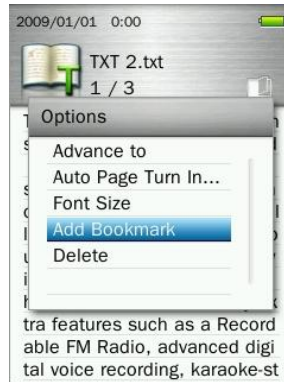 2009/01/01 0:00
T
TXT 2.txt
1 / 3
Options
Advance to
Auto Page Turn In...
Font Size
Add Bookmark
Delete
tra features such as a Record
able FM Radio, advanced digi
tal voice recording, karaoke-st